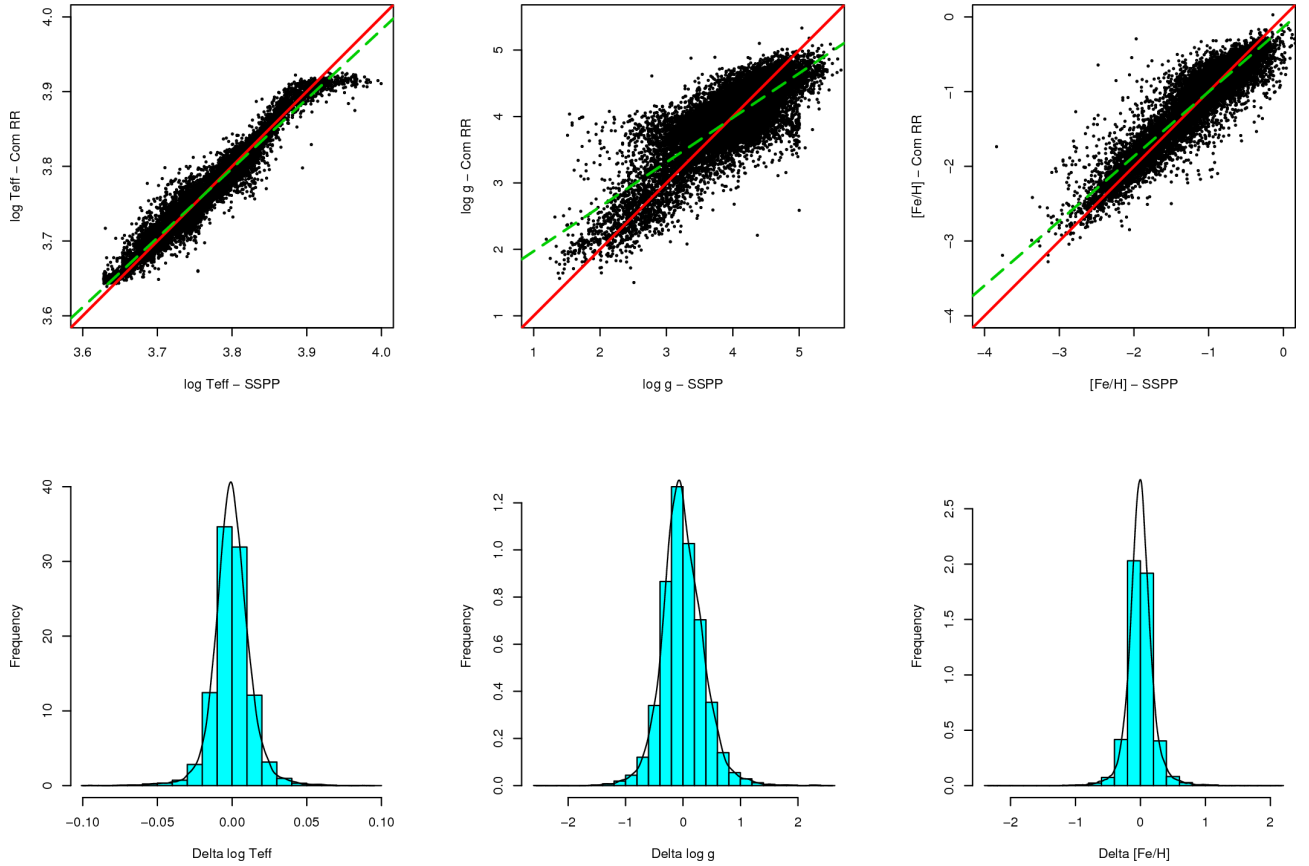 4.0
3.9
3.8
3.7
3.6
log Teff − Com RR
3.6 3.7 3.8 3.9 4.0
log Teff − SSPP
5
4
3
2
1
log g − Com RR
1 2 3 4 5
log g − SSPP
0
−1
−2
−3
−4
[Fe/H] − Com RR
−4 −3 −2 −1 0
[Fe/H] − SSPP
40
30
20
10
0
Frequency
−0.10 −0.05 0.00 0.05 0.10
Delta log Teff
1.2
1.0
0.8
0.6
0.4
0.2
0.0
Frequency
−2 −1 0 1 2
Delta log g
2.5
2.0
1.5
1.0
0.5
0.0
Frequency
−2 −1 0 1 2
Delta [Fe/H]